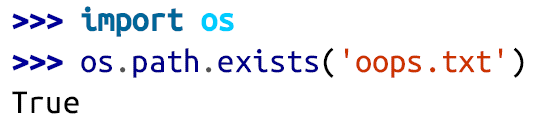 >>> import os
>>> os.path.exists('oops.txt')
True